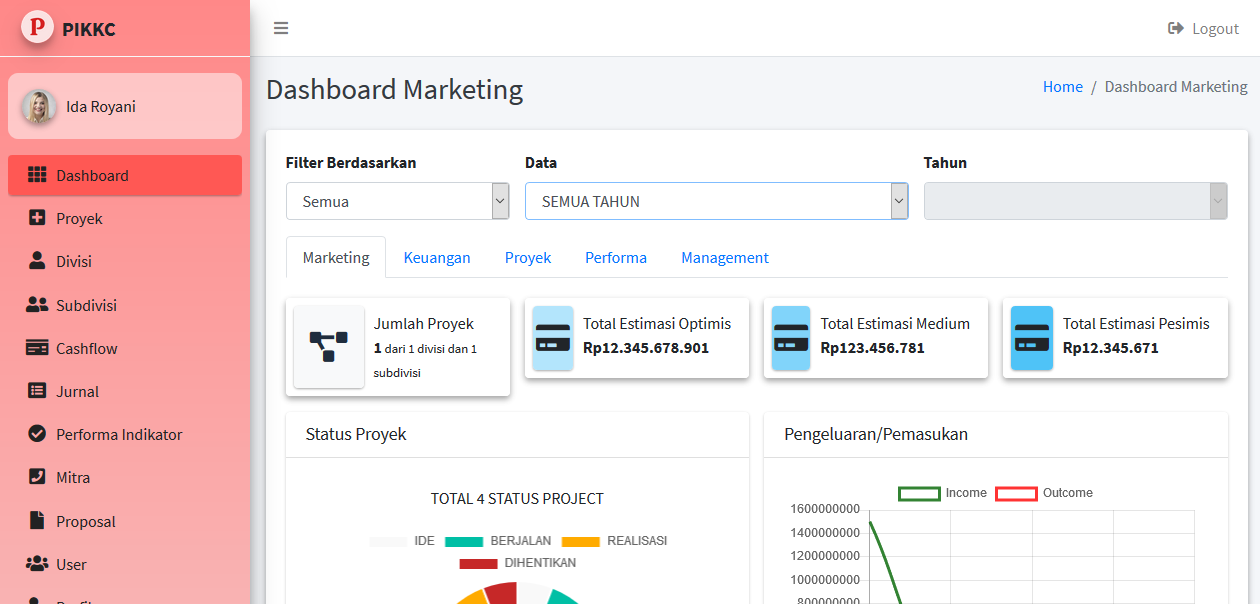 P PIKKC
Logout
Ida Royani
Dashboard
Proyek
Divisi
Subdivisi
Cashflow
Jurnal
Performa Indikator
Mitra
Proposal
User
Dashboard Marketing
Home / Dashboard Marketing
Filter Berdasarkan
Semua
Data
SEMUA TAHUN
Tahun
Marketing Keuangan Proyek Performa Management
Jumlah Proyek
1 dari 1 divisi dan 1
subdivisi
Total Estimasi Optimis
Rp12.345.678.901
Total Estimasi Medium
Rp123.456.781
Total Estimasi Pesimis
Rp12.345.671
Status Proyek
TOTAL 4 STATUS PROJECT
IDE BERJALAN REALISASI
DIHENTIKAN
Pengeluaran/Pemasukan
Income Outcome
1600000000
1400000000
1200000000
1000000000
800000000